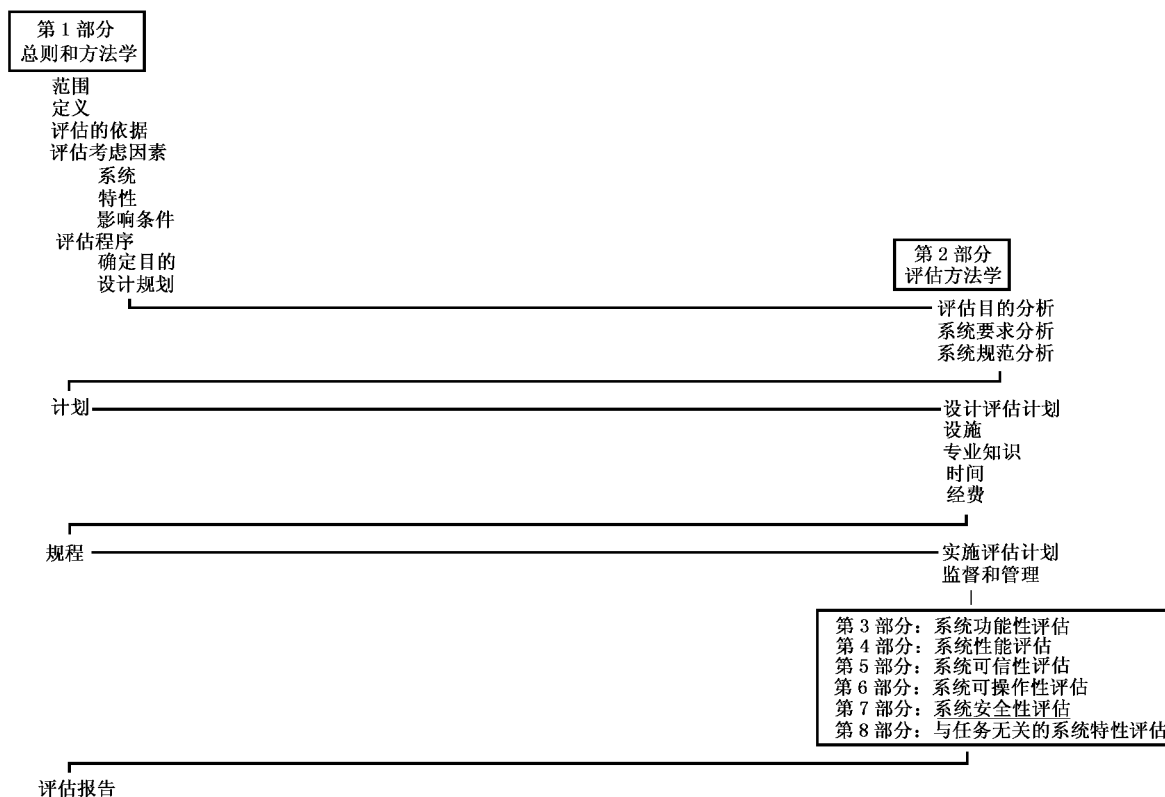 第1部分
总则和方法学
范围
定义
评估的依据
评估考虑因素
系统
特性
影响条件
评估程序
确定目的
设计规划
第2部分
评估方法学
评估目的分析
系统要求分析
系统规范分析
计划
设计评估计划
设施
专业知识
时间
经费
规程
实施评估计划
监督和管理
第3部分：系统功能性评估
第4部分：系统性能评估
第5部分：系统可信性评估
第6部分：系统可操作性评估
第7部分：系统安全性评估
第8部分：与任务无关的系统特性评估
评估报告